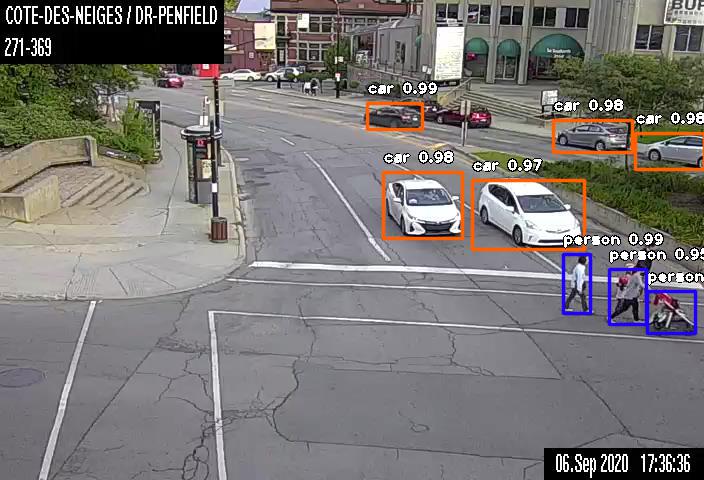 COTE-DES-NEIGES / DR-PENFIELD
271-369
BUF
car 0.99
car 0.98
car 0.98
car 0.98
car 0.97
person 0.99
person 0.95
person
06.Sep 2020 17:36:36